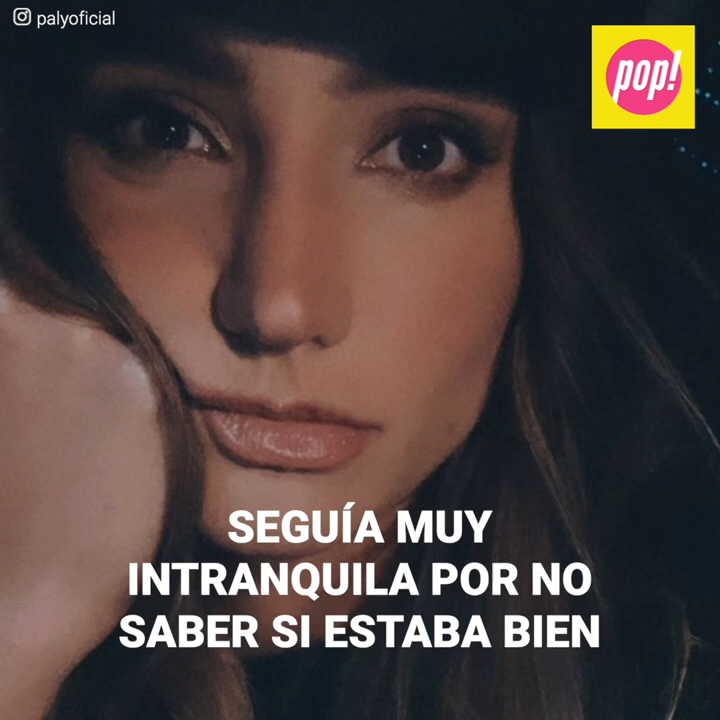 palyoficial
pop!
SEGUÍA MUY
INTRANQUILA POR NO
SABER SI ESTABA BIEN